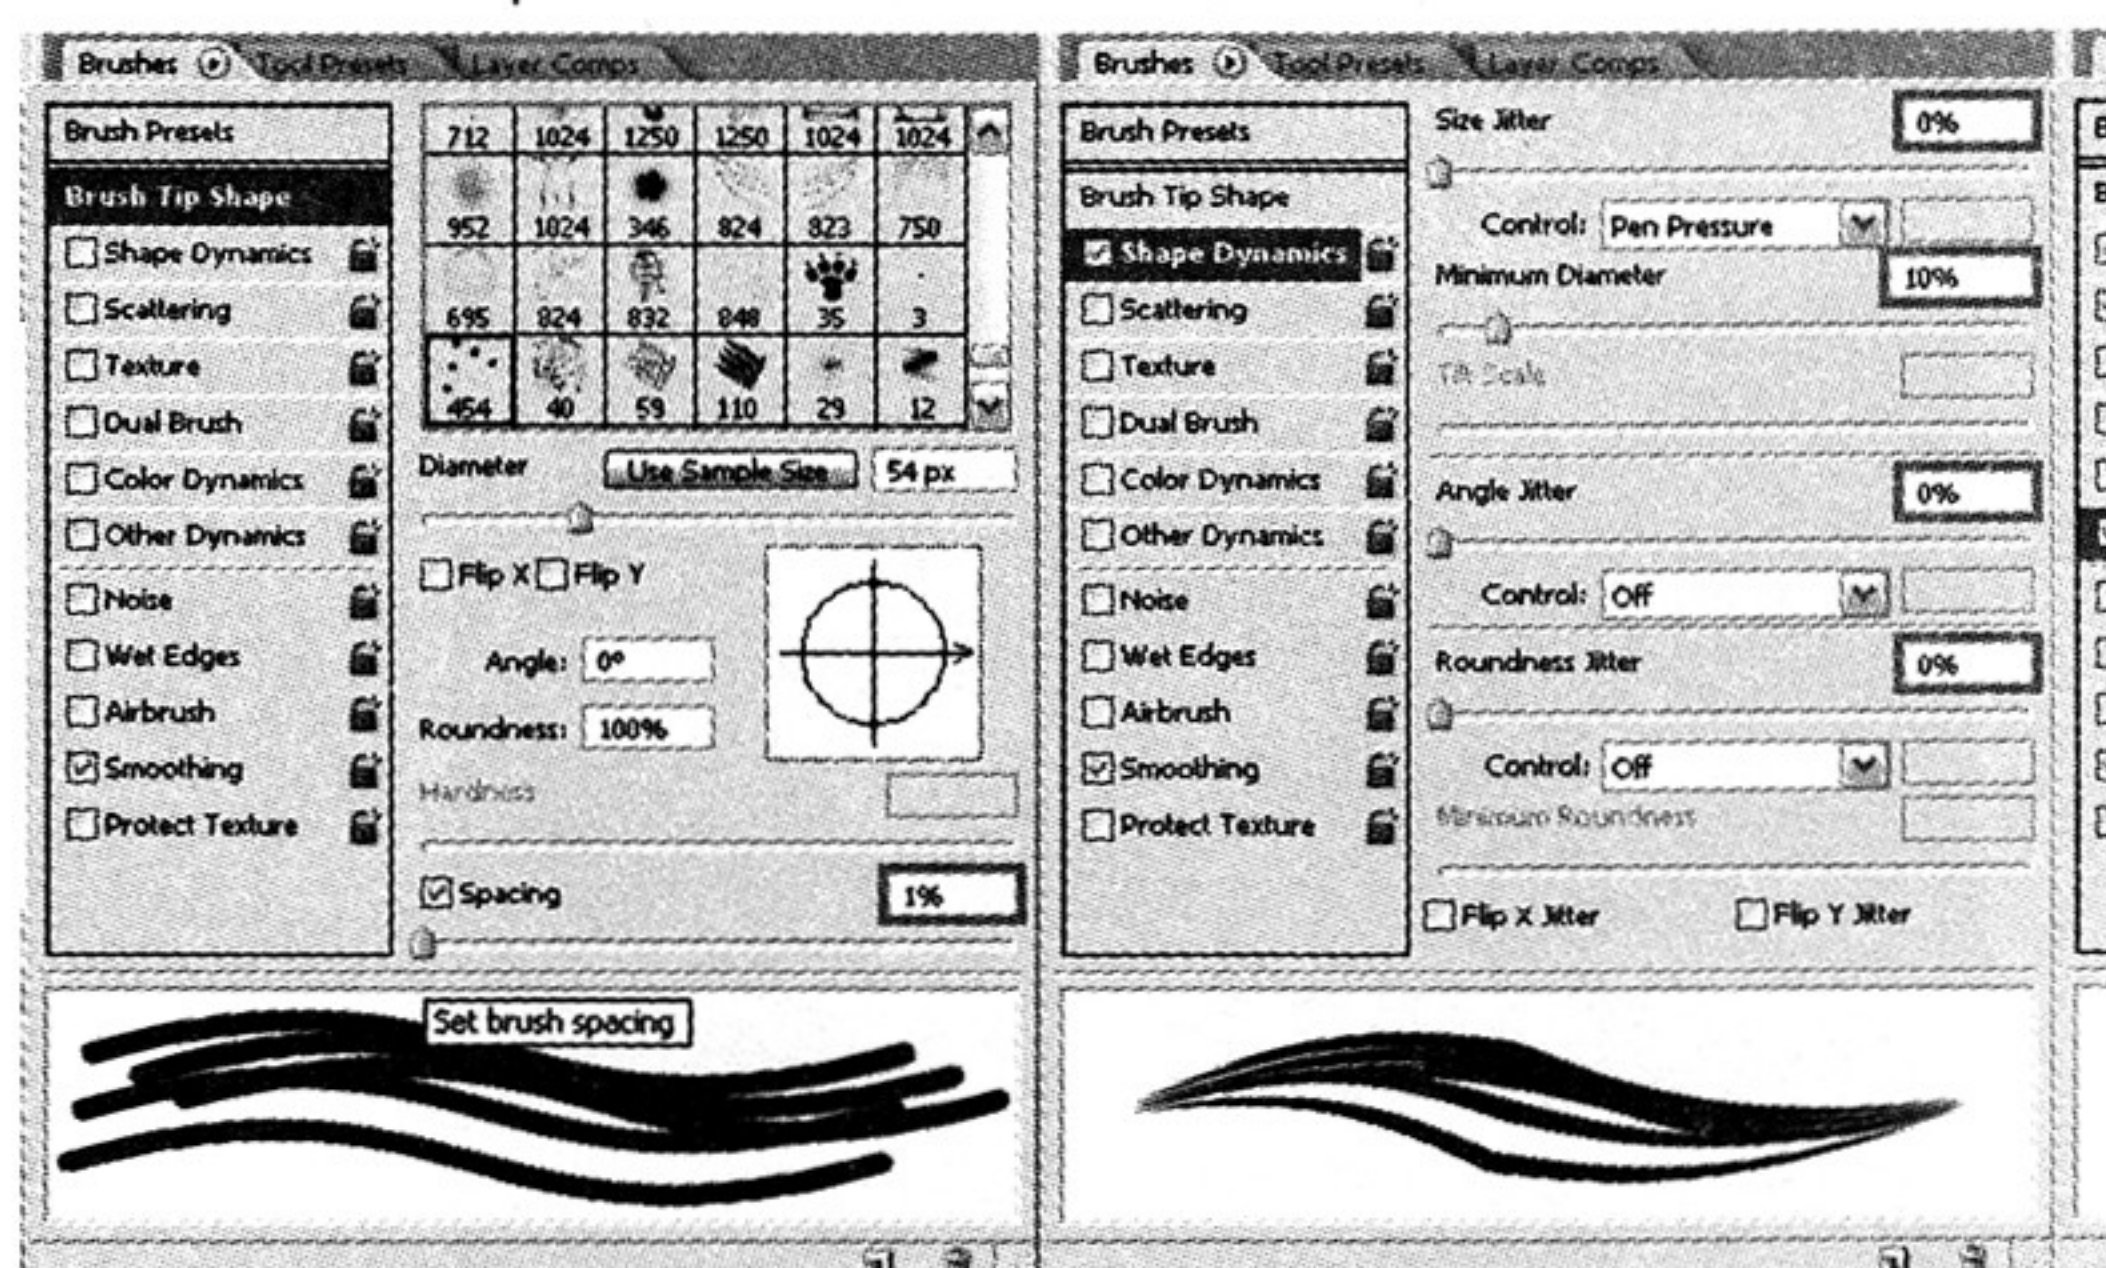 Brushes Tool Presets Layer Comps
Brush Presets
Brush Tip Shape
Shape Dynamics
Scattering
Texture
Dual Brush
Color Dynamics
Other Dynamics
Noise
Wet Edges
Airbrush
Smoothing
Protect Texture
712 1024 1250 1250 1024 1024
952 1024 346 824 823 750
695 824 832 848 35 3
454 40 59 110 29 12
Diameter Use Sample Size 54 px
Flip X Flip Y
Angle: 0º
Roundness: 100%
Hardness
Spacing 1%
Set brush spacing
Brushes Tool Presets Layer Comps
Brush Presets
Brush Tip Shape
Shape Dynamics
Scattering
Texture
Dual Brush
Color Dynamics
Other Dynamics
Noise
Wet Edges
Airbrush
Smoothing
Protect Texture
Size Jitter 0%
Control: Pen Pressure
Minimum Diameter 10%
Tilt Scale
Angle Jitter 0%
Control: Off
Roundness Jitter 0%
Control: Off
Minimum Roundness
Flip X Jitter Flip Y Jitter